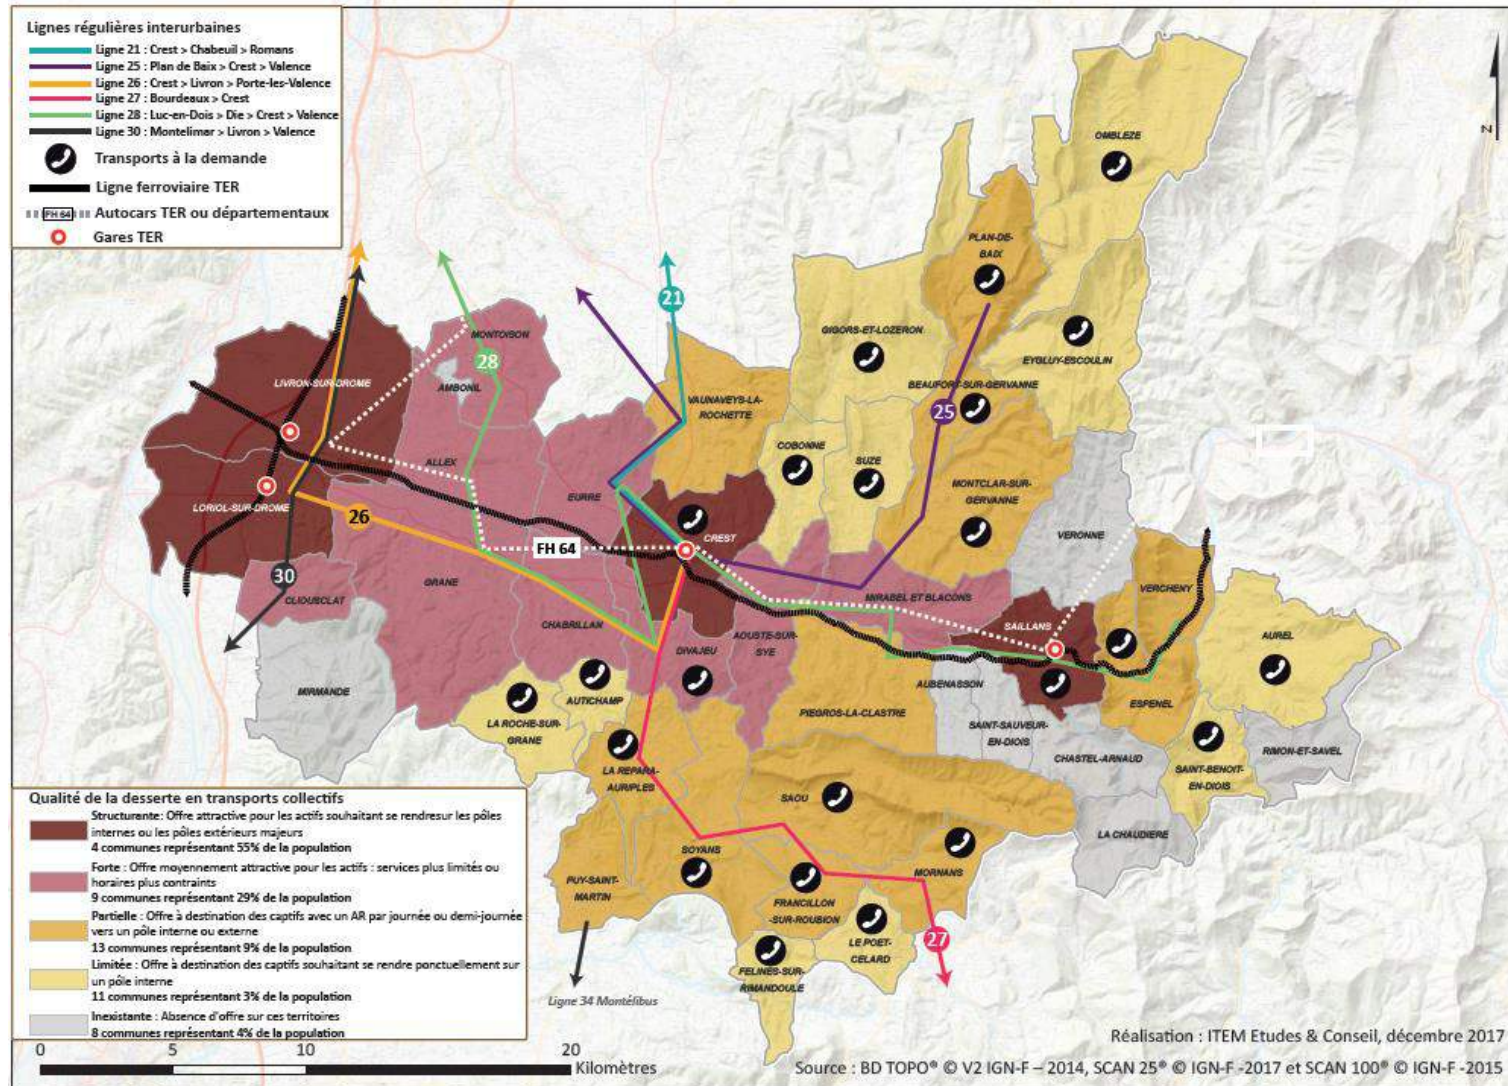 Lignes régulières interurbaines
Ligne 21 : Crest > Chabeuil > Romans
Ligne 25 : Plan de Baix > Crest > Valence
Ligne 26 : Crest > Livron > Porte-les-Valence
Ligne 27 : Bourdeaux > Crest
Ligne 28 : Luc-en-Dois > Die > Crest > Valence
Ligne 30 : Montelimar > Livron > Valence
Transports à la demande
Ligne ferroviaire TER
FH 64 Autocars TER ou départementaux
Gares TER
N
OMBLEZE
PLAN-DE-
BAIX
21
GIGORS-ET-LOZERON
EYGLUY-ESCOULIN
MONTOISON
28
LIVRON-SUR-DROME
AMBONIL
BEAUFORT-SUR-GERVANNE
25
VAUNAVEYS-LA-
ROCHETTE
COBONNE
SUZE
ALLEX
EURRE
MONTCLAR-SUR-
GERVANNE
LORIOL-SUR-DROME
26
FH 64
CREST
VERONNE
30
CLIOUSCLAT
GRANE
CHABRILLAN
MIRABEL ET BLACONS
VERCHENY
SAILLANS
AUREL
DIVAJEU
AOUSTE-SUR-
SYE
MIRMANDE
AUTICHAMP
LA ROCHE-SUR-
GRANE
AUBENASSON
PIEGROS-LA-CLASTRE
SAINT-SAUVEUR-
EN-DIOIS
ESPENEL
CHASTEL-ARNAUD
RIMON-ET-SAVEL
SAINT-BENOIT-
EN-DIOIS
LA REPARA-
AURIPLES
SAOU
LA CHAUDIERE
SOYANS
PUY-SAINT-
MARTIN
MORNANS
FRANCILLON
-SUR-ROUBION
27
LE POET-
CELARD
FELINES-SUR-
RIMANDOULE
Ligne 34 Montélibus
Qualité de la desserte en transports collectifs
Structurente: Offre attractive pour les actifs souhaitant se rendresur les pôles
internes ou les pôles extérieurs majeurs
4 communes représentant 55% de la population
Forte : Offre moyennement attractive pour les actifs : services plus limités ou
horaires plus contraints
9 communes représentant 29% de la population
Partielle : Offre à destination des captifs avec un AR par journée ou demi-journée
vers un pôle interne ou externe
13 communes représentant 9% de la population
Limitée : Offre à destination des captifs souhaitant se rendre ponctuellement sur
un pôle interne
11 communes représentant 3% de la population
Inexistante : Absence d'offre sur ces territoires
8 communes représentant 4% de la population
0 5 10 20 Kilomètres
Réalisation : ITEM Etudes & Conseil, décembre 2017
Source : BD TOPO® © V2 IGN-F – 2014, SCAN 25® © IGN-F -2017 et SCAN 100® © IGN-F -2015